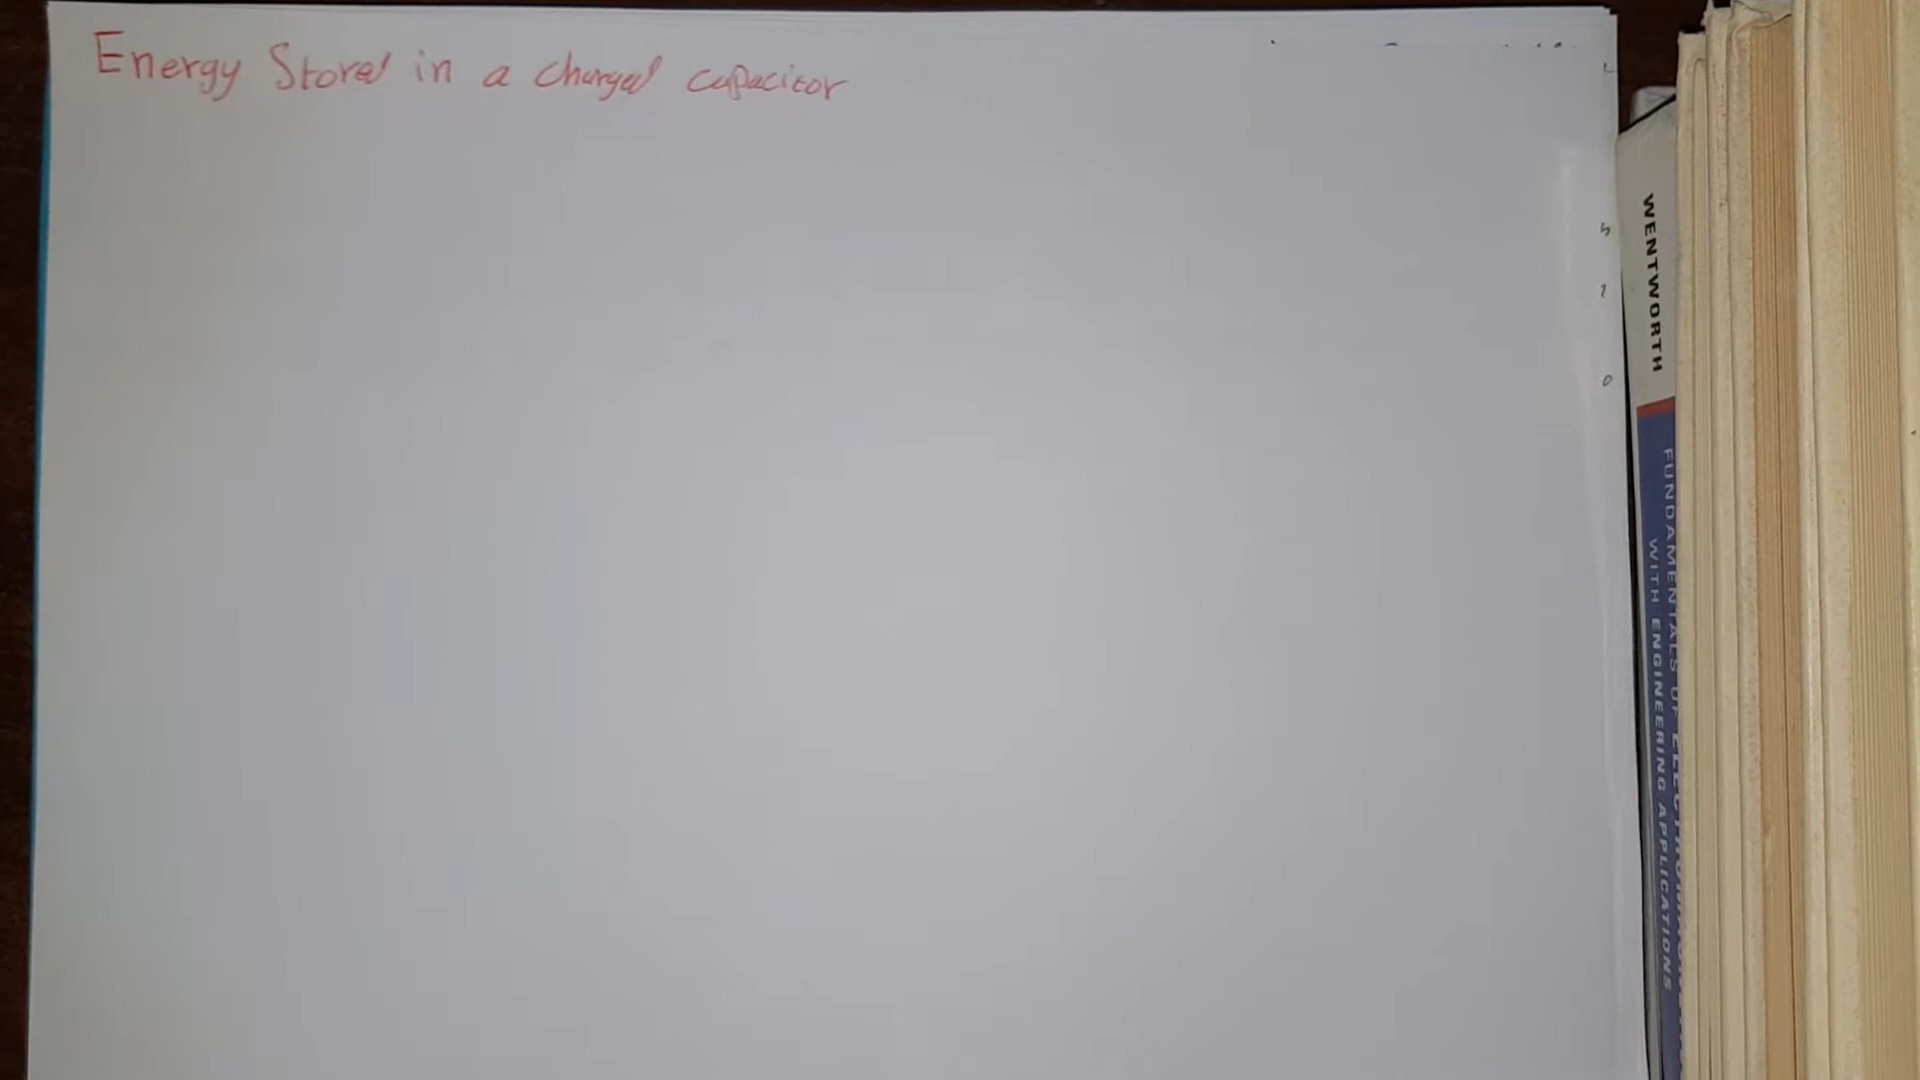 Energy Stored in a charged capacitor
WENTWORTH
FUNDAMENTALS OF ELECTROMAGNETICS
WITH ENGINEERING APPLICATIONS